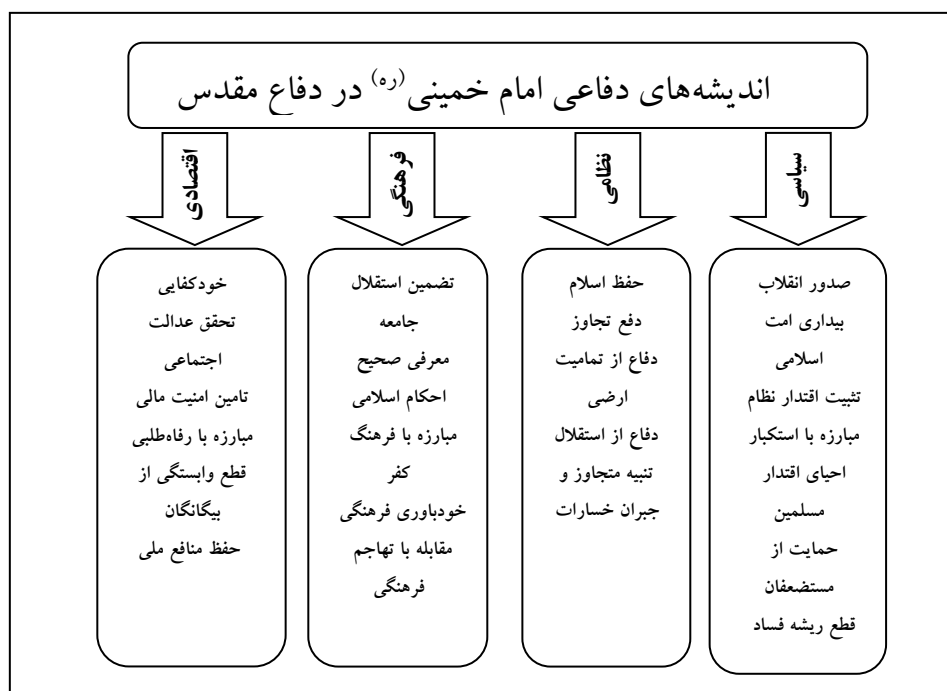 اندیشه‌های دفاعی امام خمینی(ره) در دفاع مقدس
سیاسی
صدور انقلاب
بیداری امت
اسلامی
تثبیت اقتدار نظام
مبارزه با استکبار
احیای اقتدار
مسلمین
حمایت از
مستضعفان
قطع ریشه فساد
نظامی
حفظ اسلام
دفع تجاوز
دفاع از تمامیت
ارضی
دفاع از استقلال
تنبیه متجاوز و
جبران خسارات
فرهنگی
تضمین استقلال
جامعه
معرفی صحیح
احکام اسلامی
مبارزه با فرهنگ
کفر
خودباوری فرهنگی
مقابله با تهاجم
فرهنگی
اقتصادی
خودکفایی
تحقق عدالت
اجتماعی
تامین امنیت مالی
مبارزه با رفاه‌طلبی
قطع وابستگی از
بیگانگان
حفظ منافع ملی